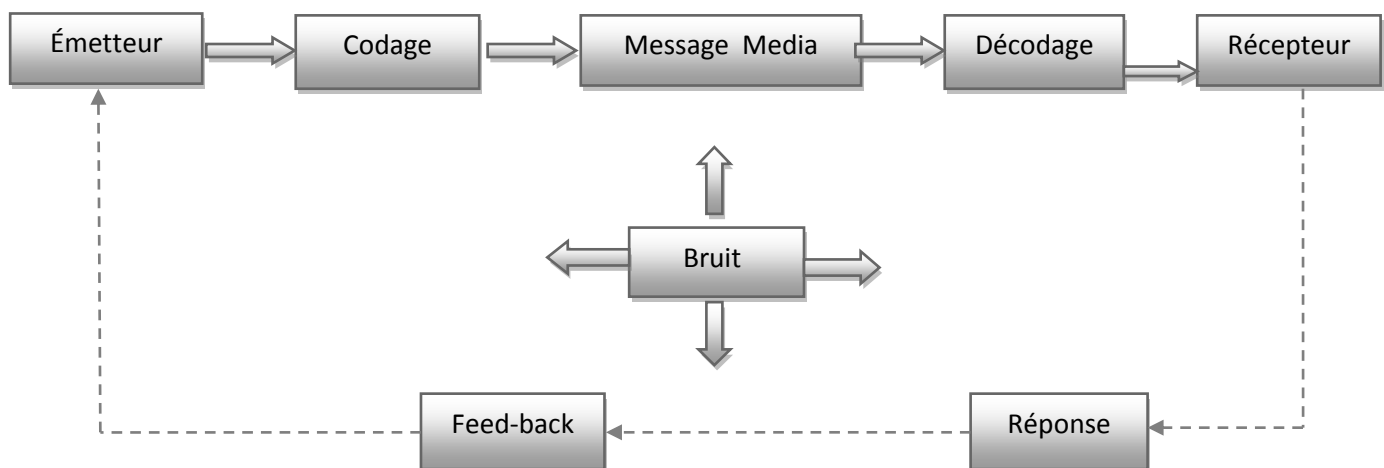 Émetteur
Codage
Message Media
Décodage
Récepteur
Bruit
Feed-back
Réponse